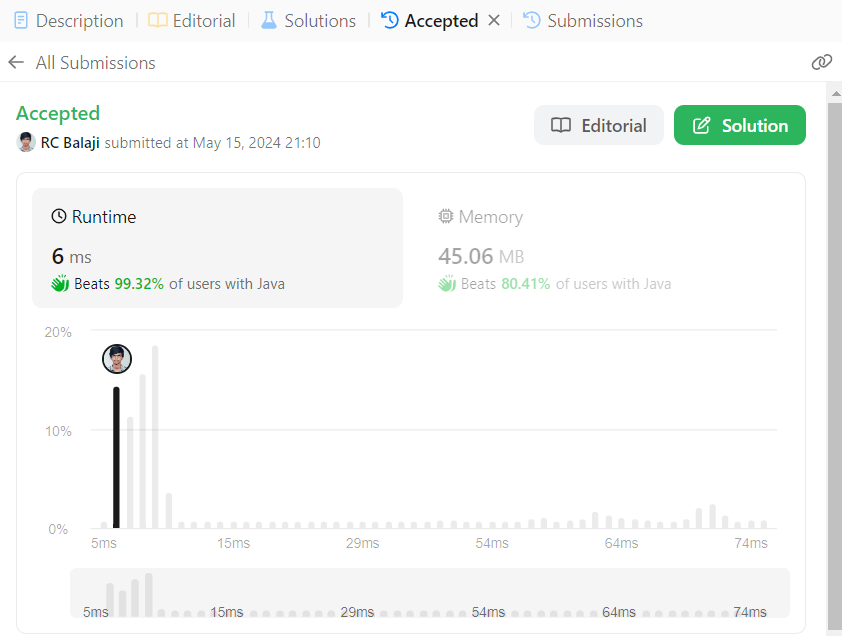 Description Editorial Solutions Accepted Submissions
All Submissions
Accepted
RC Balaji submitted at May 15, 2024 21:10
Editorial
Solution
Runtime
6 ms
Beats 99.32% of users with Java
Memory
45.06 MB
Beats 80.41% of users with Java
20%
10%
0%
5ms 15ms 29ms 54ms 64ms 74ms
5ms 15ms 29ms 54ms 64ms 74ms